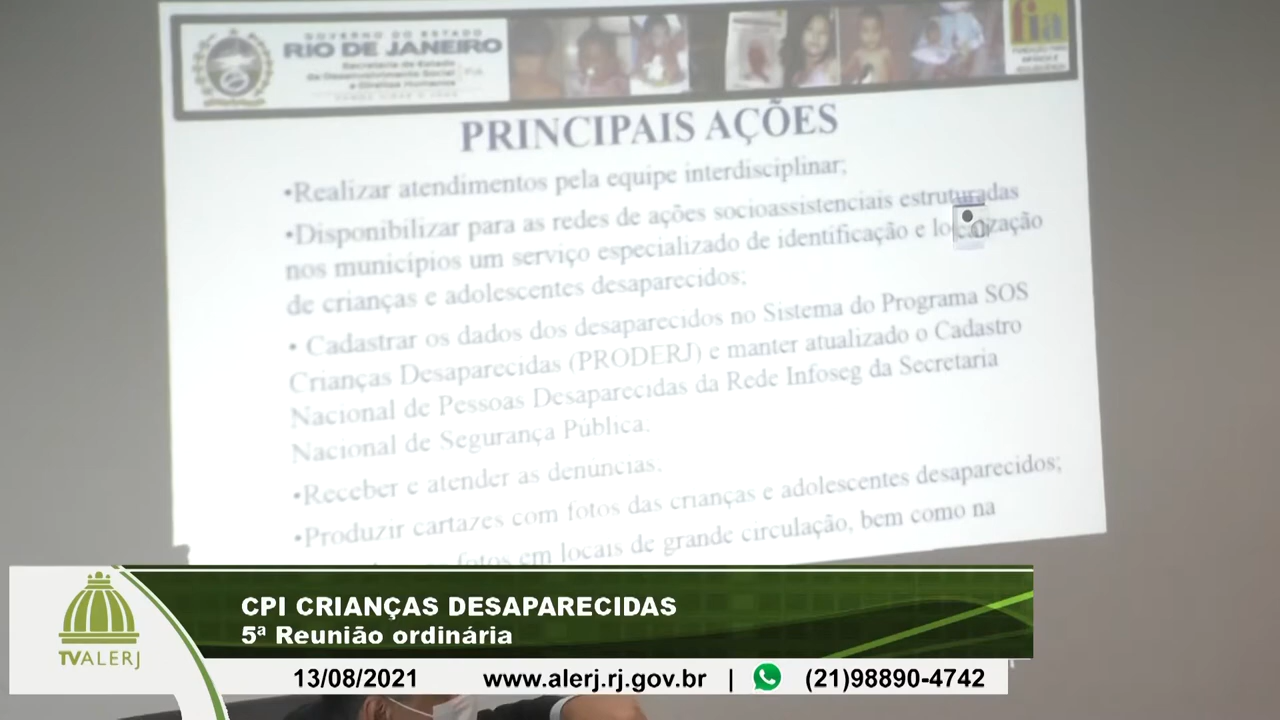 GOVERNO DO ESTADO
RIO DE JANEIRO
Secretaria de Estado
de Desenvolvimento Social
e Direitos Humanos
FIA
fia
PRINCIPAIS AÇÕES
•Realizar atendimentos pela equipe interdisciplinar;
•Disponibilizar para as redes de ações socioassistenciais estruturadas
nos municípios um serviço especializado de identificação e localização
de crianças e adolescentes desaparecidos;
• Cadastrar os dados dos desaparecidos no Sistema do Programa SOS
Crianças Desaparecidas (PRODERJ) e manter atualizado o Cadastro
Nacional de Pessoas Desaparecidas da Rede Infoseg da Secretaria
Nacional de Segurança Pública.
•Receber e atender as denúncias.
•Produzir cartazes com fotos das crianças e adolescentes desaparecidos;
fotos em locais de grande circulação, bem como na
CPI CRIANÇAS DESAPARECIDAS
5ª Reunião ordinária
TVALERJ
13/08/2021 www.alerj.rj.gov.br | (21)98890-4742